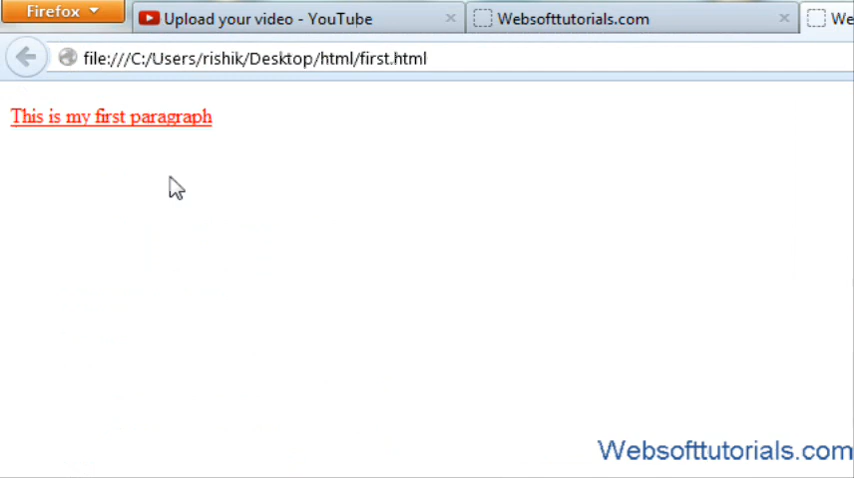 Firefox
Upload your video - YouTube
Websofttutorials.com
We
file:///C:/Users/rishik/Desktop/html/first.html
This is my first paragraph
Websofttutorials.com